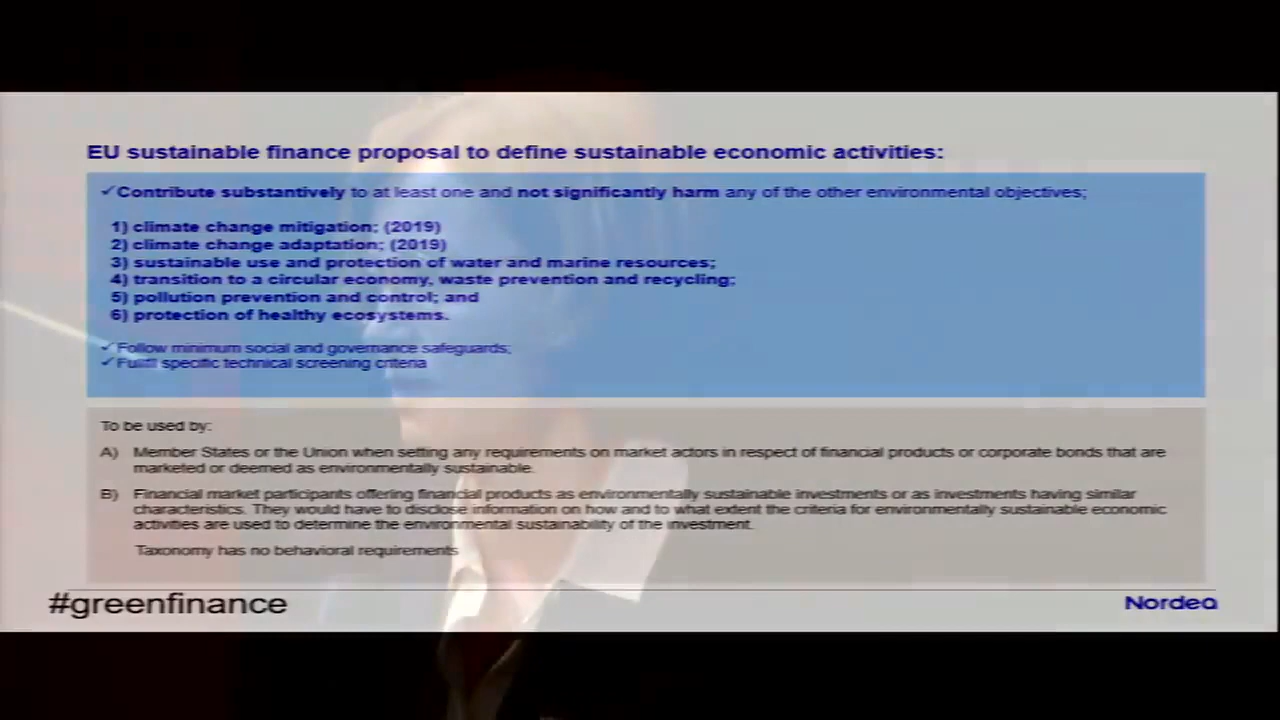 EU sustainable finance proposal to define sustainable economic activities:
✓Contribute substantively to at least one and not significantly harm any of the other environmental objectives;
1) climate change mitigation; (2019)
2) climate change adaptation; (2019)
3) sustainable use and protection of water and marine resources;
4) transition to a circular economy, waste prevention and recycling;
5) pollution prevention and control; and
6) protection of healthy ecosystems.
✓Follow minimum social and governance safeguards;
✓Fulfill specific technical screening criteria
To be used by:
A) Member States or the Union when setting any requirements on market actors in respect of financial products or corporate bonds that are
marketed or deemed as environmentally sustainable.
B) Financial market participants offering financial products as environmentally sustainable investments or as investments having similar
characteristics. They would have to disclose information on how and to what extent the criteria for environmentally sustainable economic
activities are used to determine the environmental sustainability of the investment.
Taxonomy has no behavioral requirements
#greenfinance
Nordea